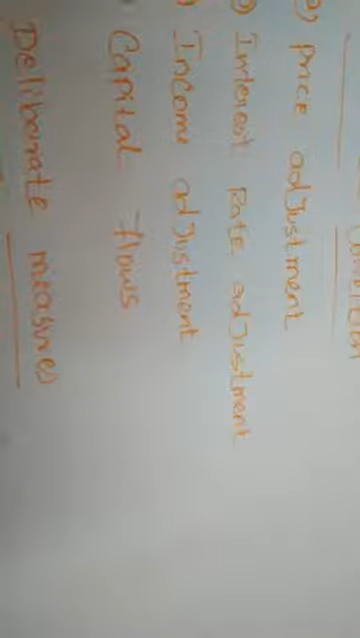 a) Price adjustment
Interest Rate adjustment
Income adjustment
Capital flows
Deliberate measures